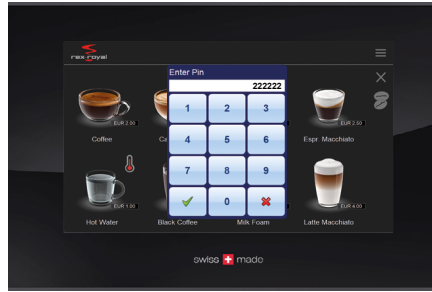 rex-royal
Enter Pin
222222
1 2 3
4 5 6
7 8 9
0
EUR 2.00
EUR 2.50
Coffee
Ca
Espr. Macchiato
EUR 1.00
EUR 4.00
Hot Water
Black Coffee
Milk Foam
Latte Macchiato
swiss made